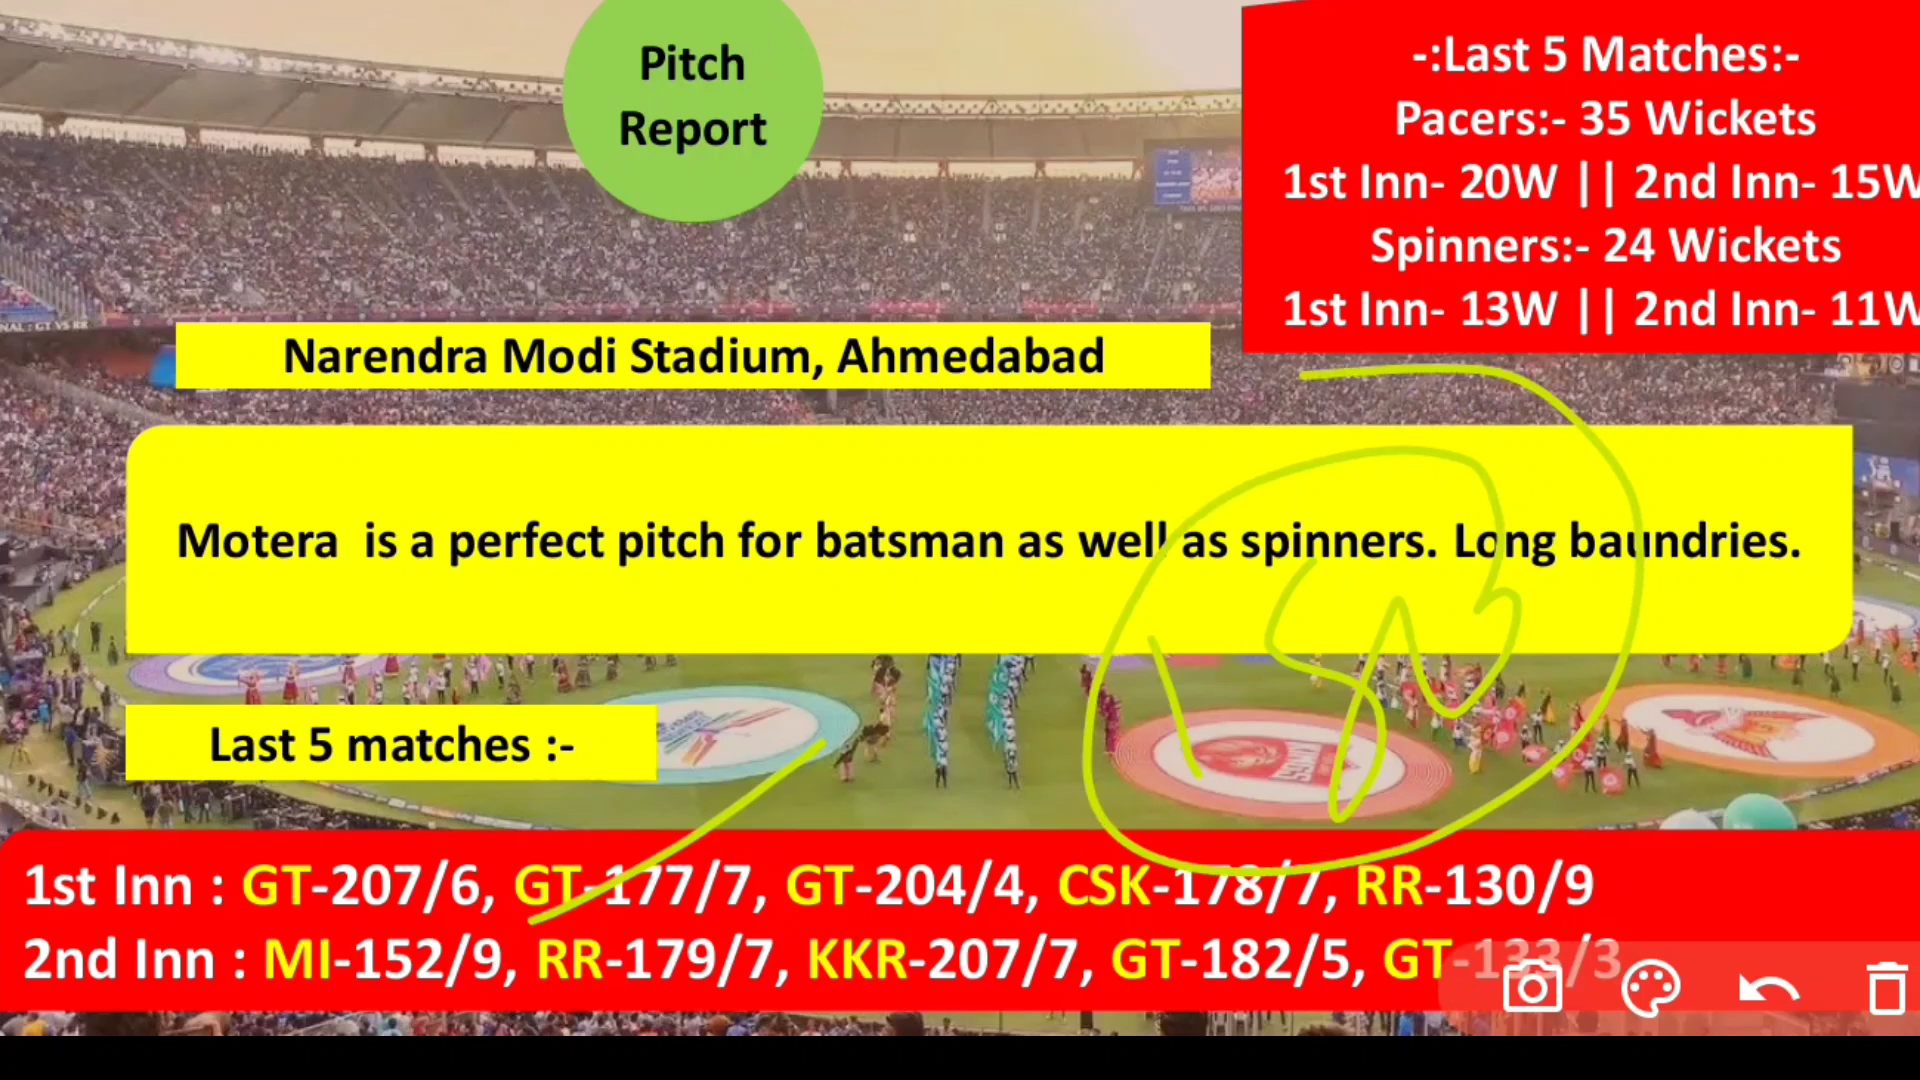 Pitch
Report
-:Last 5 Matches:-
Pacers:- 35 Wickets
1st Inn- 20W || 2nd Inn- 15W
Spinners:- 24 Wickets
1st Inn- 13W || 2nd Inn- 11W
Narendra Modi Stadium, Ahmedabad
Motera is a perfect pitch for batsman as well as spinners. Long baundries.
Last 5 matches :-
1st Inn : GT-207/6, GT-177/7, GT-204/4, CSK-178/7, RR-130/9
2nd Inn : MI-152/9, RR-179/7, KKR-207/7, GT-182/5, GT-133/3